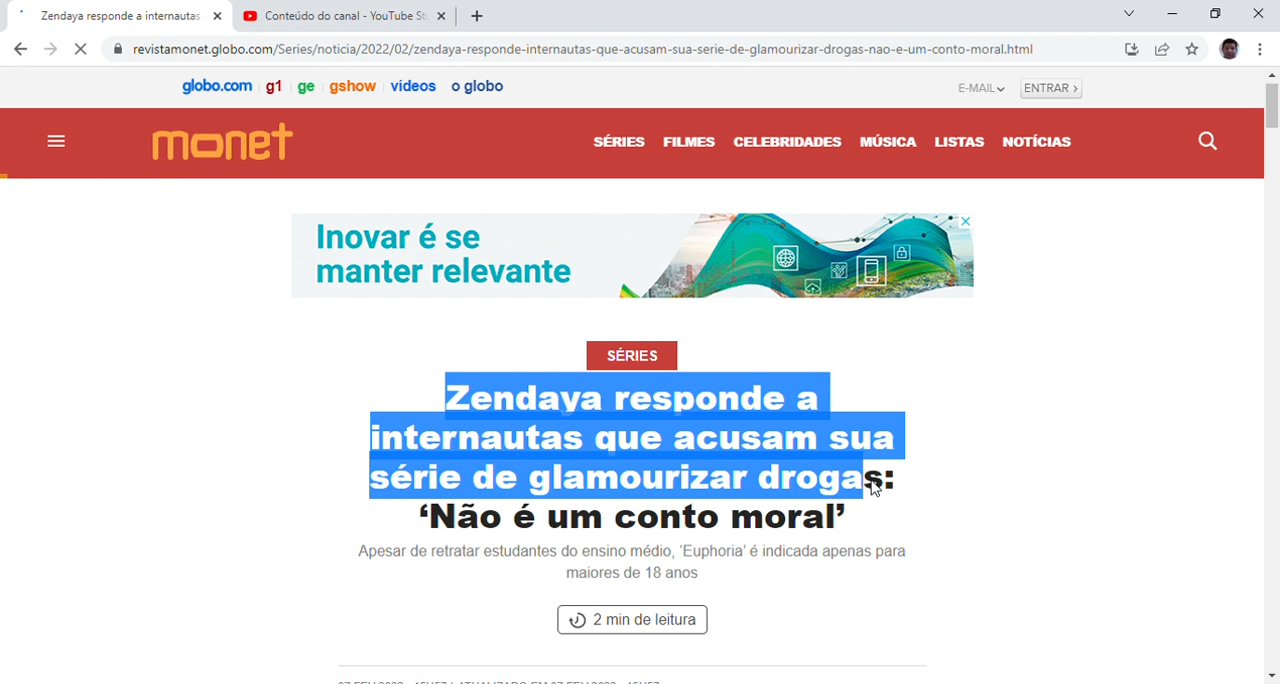 Zendaya responde a internautas
Conteúdo do canal - YouTube St
revistamonet.globo.com/Series/noticia/2022/02/zendaya-responde-internautas-que-acusam-sua-serie-de-glamourizar-drogas-nao-e-um-conto-moral.html
globo.com g1 ge gshow vídeos o globo
E-MAIL ENTRAR ›
monet
SÉRIES FILMES CELEBRIDADES MÚSICA LISTAS NOTÍCIAS
Inovar é se
manter relevante
SÉRIES
Zendaya responde a
internautas que acusam sua
série de glamourizar drogas:
‘Não é um conto moral’
Apesar de retratar estudantes do ensino médio, ‘Euphoria’ é indicada apenas para
maiores de 18 anos
2 min de leitura